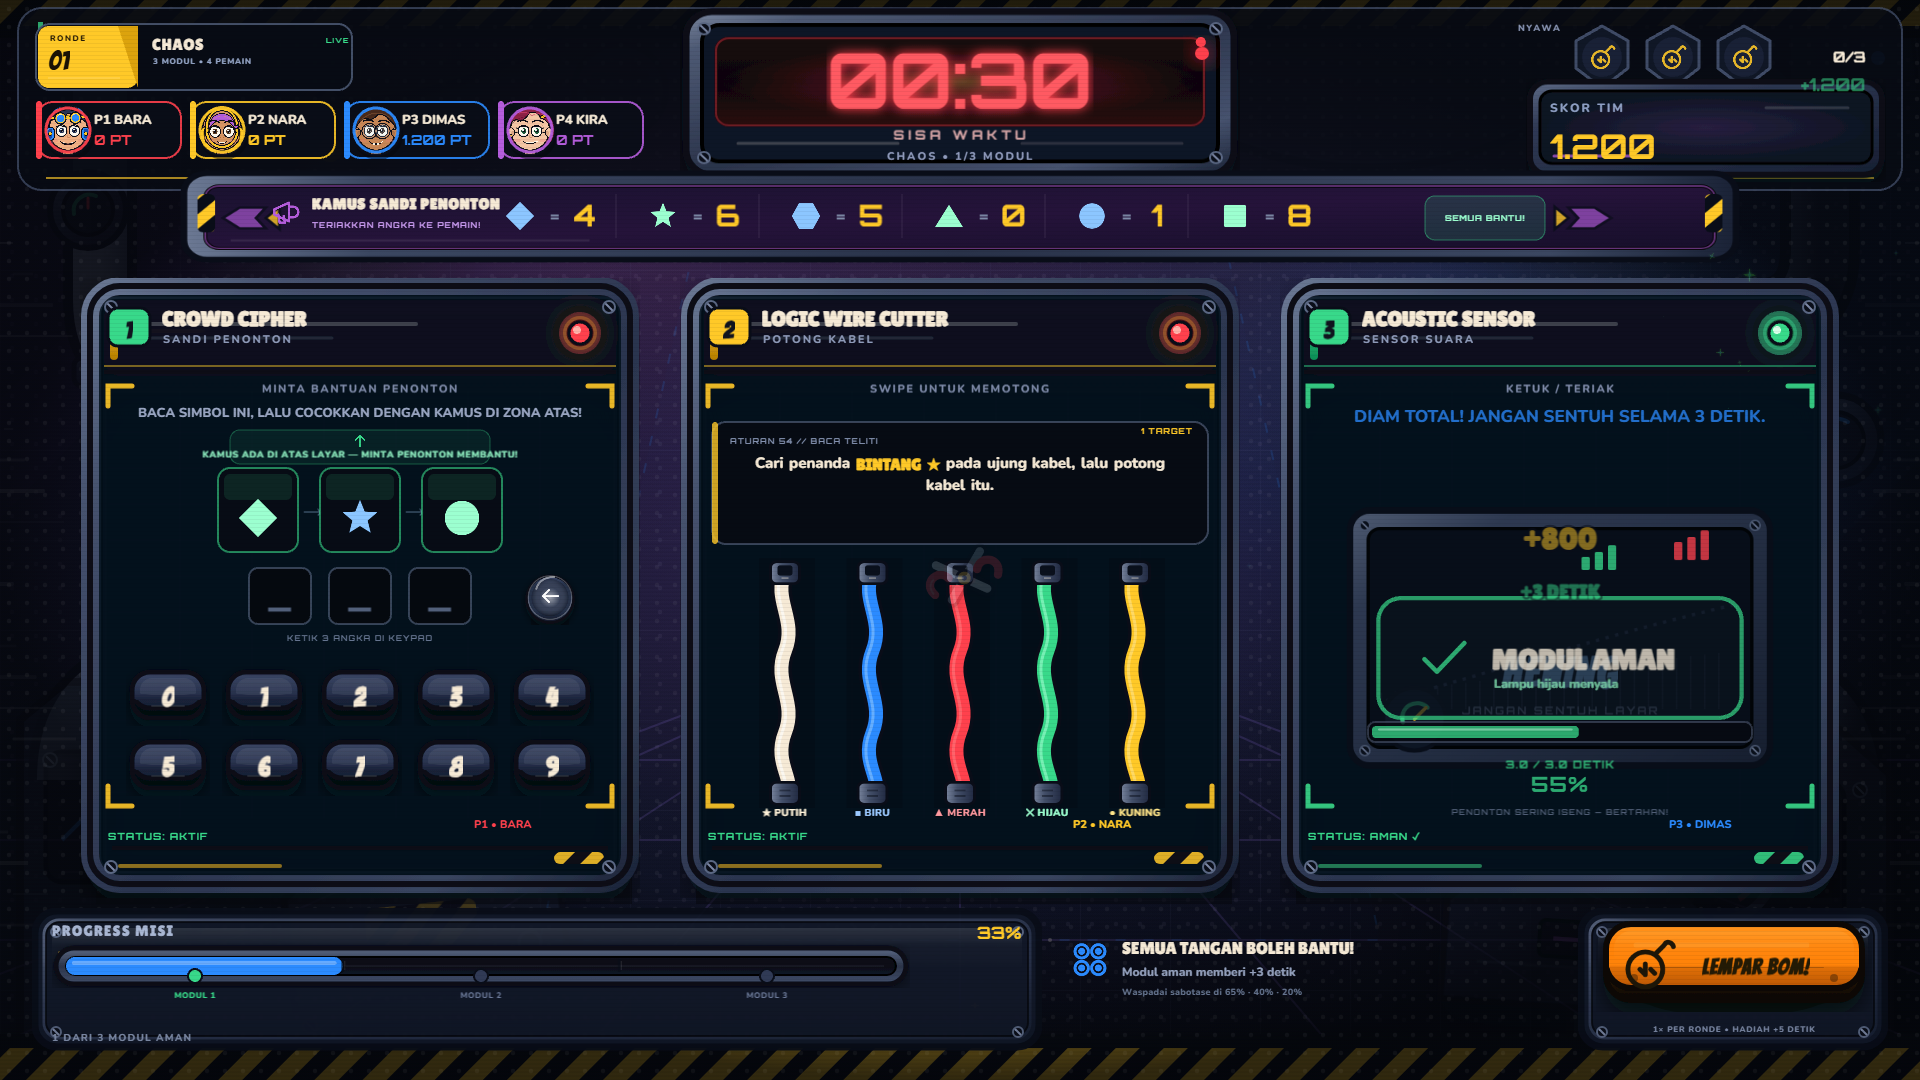 RONDE
01
CHAOS
3 MODUL • 4 PEMAIN
LIVE
P1 BARA
0 PT
P2 NARA
0 PT
P3 DIMAS
1.200 PT
P4 KIRA
0 PT
00:30
SISA WAKTU
CHAOS • 1/3 MODUL
NYAWA
0/3
+1.200
SKOR TIM
1.200
KAMUS SANDI PENONTON
TERIAKKAN ANGKA KE PEMAIN!
= 4
= 6
= 5
= 0
= 1
= 8
SEMUA BANTU!
1
CROWD CIPHER
SANDI PENONTON
MINTA BANTUAN PENONTON
BACA SIMBOL INI, LALU COCOKKAN DENGAN KAMUS DI ZONA ATAS!
↑
KAMUS ADA DI ATAS LAYAR — MINTA PENONTON MEMBANTU!
KETIK 3 ANGKA DI KEYPAD
0 1 2 3 4
5 6 7 8 9
P1 • BARA
STATUS: AKTIF
2
LOGIC WIRE CUTTER
POTONG KABEL
SWIPE UNTUK MEMOTONG
1 TARGET
ATURAN 54 // BACA TELITI
Cari penanda BINTANG ★ pada ujung kabel, lalu potong
kabel itu.
★ PUTIH
■ BIRU
▲ MERAH
✕ HIJAU
● KUNING
P2 • NARA
STATUS: AKTIF
3
ACOUSTIC SENSOR
SENSOR SUARA
KETUK / TERIAK
DIAM TOTAL! JANGAN SENTUH SELAMA 3 DETIK.
+800
+3 DETIK
MODUL AMAN
Lampu hijau menyala
JANGAN SENTUH LAYAR
3.0 / 3.0 DETIK
55%
PENONTON SERING ISENG — BERTAHAN!
P3 • DIMAS
STATUS: AMAN ✓
PROGRESS MISI
33%
MODUL 1
MODUL 2
MODUL 3
1 DARI 3 MODUL AMAN
SEMUA TANGAN BOLEH BANTU!
Modul aman memberi +3 detik
Waspadai sabotase di 65% · 40% · 20%
LEMPAR BOM!
1× PER RONDE • HADIAH +5 DETIK